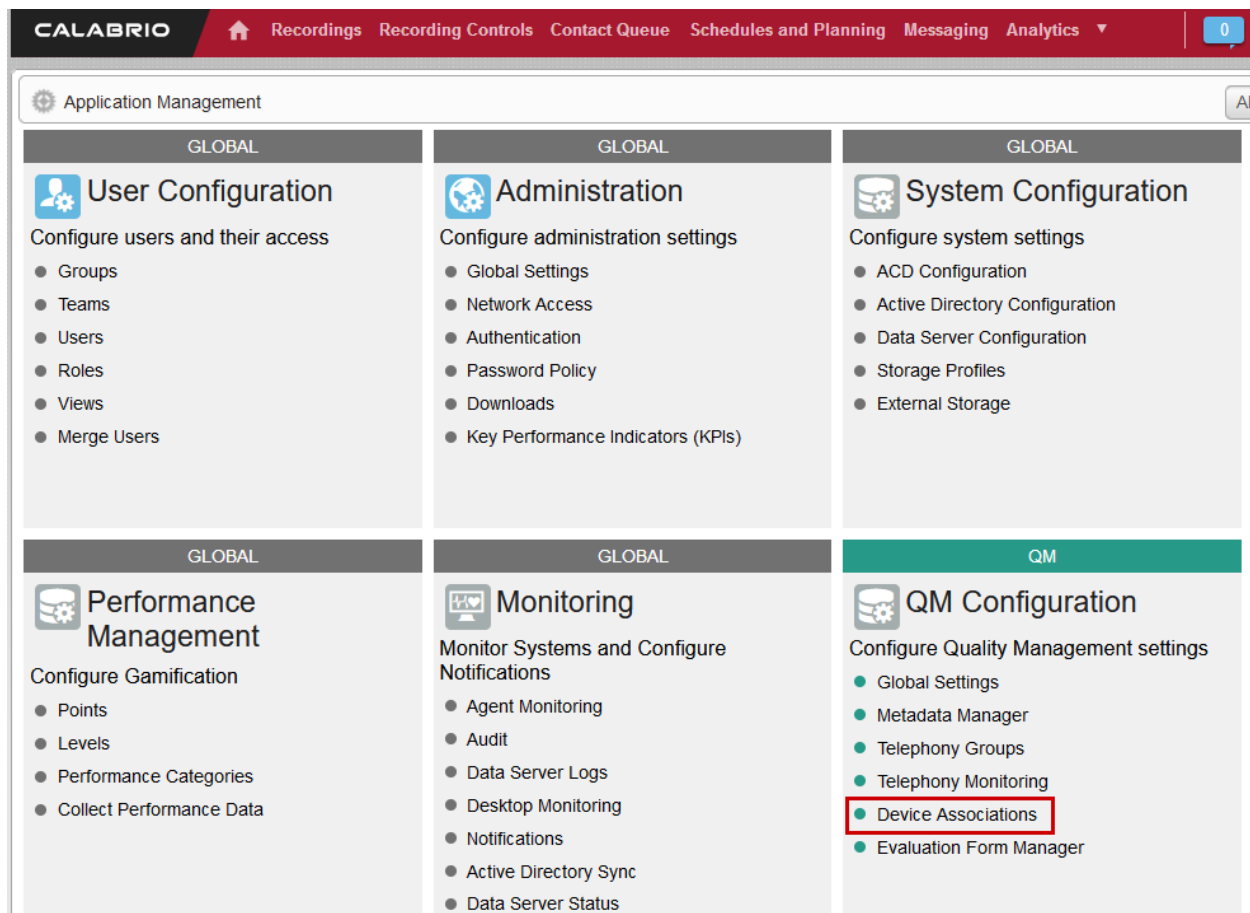 CALABRIO Recordings Recording Controls Contact Queue Schedules and Planning Messaging Analytics 0
Application Management
GLOBAL
User Configuration
Configure users and their access
Groups
Teams
Users
Roles
Views
Merge Users
GLOBAL
Administration
Configure administration settings
Global Settings
Network Access
Authentication
Password Policy
Downloads
Key Performance Indicators (KPIs)
GLOBAL
System Configuration
Configure system settings
ACD Configuration
Active Directory Configuration
Data Server Configuration
Storage Profiles
External Storage
GLOBAL
Performance
Management
Configure Gamification
Points
Levels
Performance Categories
Collect Performance Data
GLOBAL
Monitoring
Monitor Systems and Configure
Notifications
Agent Monitoring
Audit
Data Server Logs
Desktop Monitoring
Notifications
Active Directory Sync
Data Server Status
QM
QM Configuration
Configure Quality Management settings
Global Settings
Metadata Manager
Telephony Groups
Telephony Monitoring
Device Associations
Evaluation Form Manager